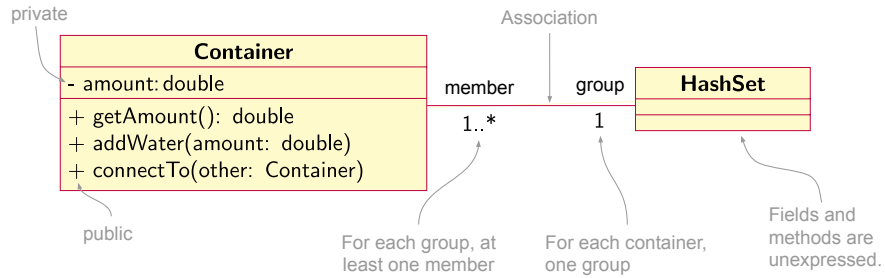 private
Association
Container
- amount: double
+ getAmount(): double
+ addWater(amount: double)
+ connectTo(other: Container)
member
group
1..*
1
HashSet
public
For each group, at
least one member
For each container,
one group
Fields and
methods are
unexpressed.